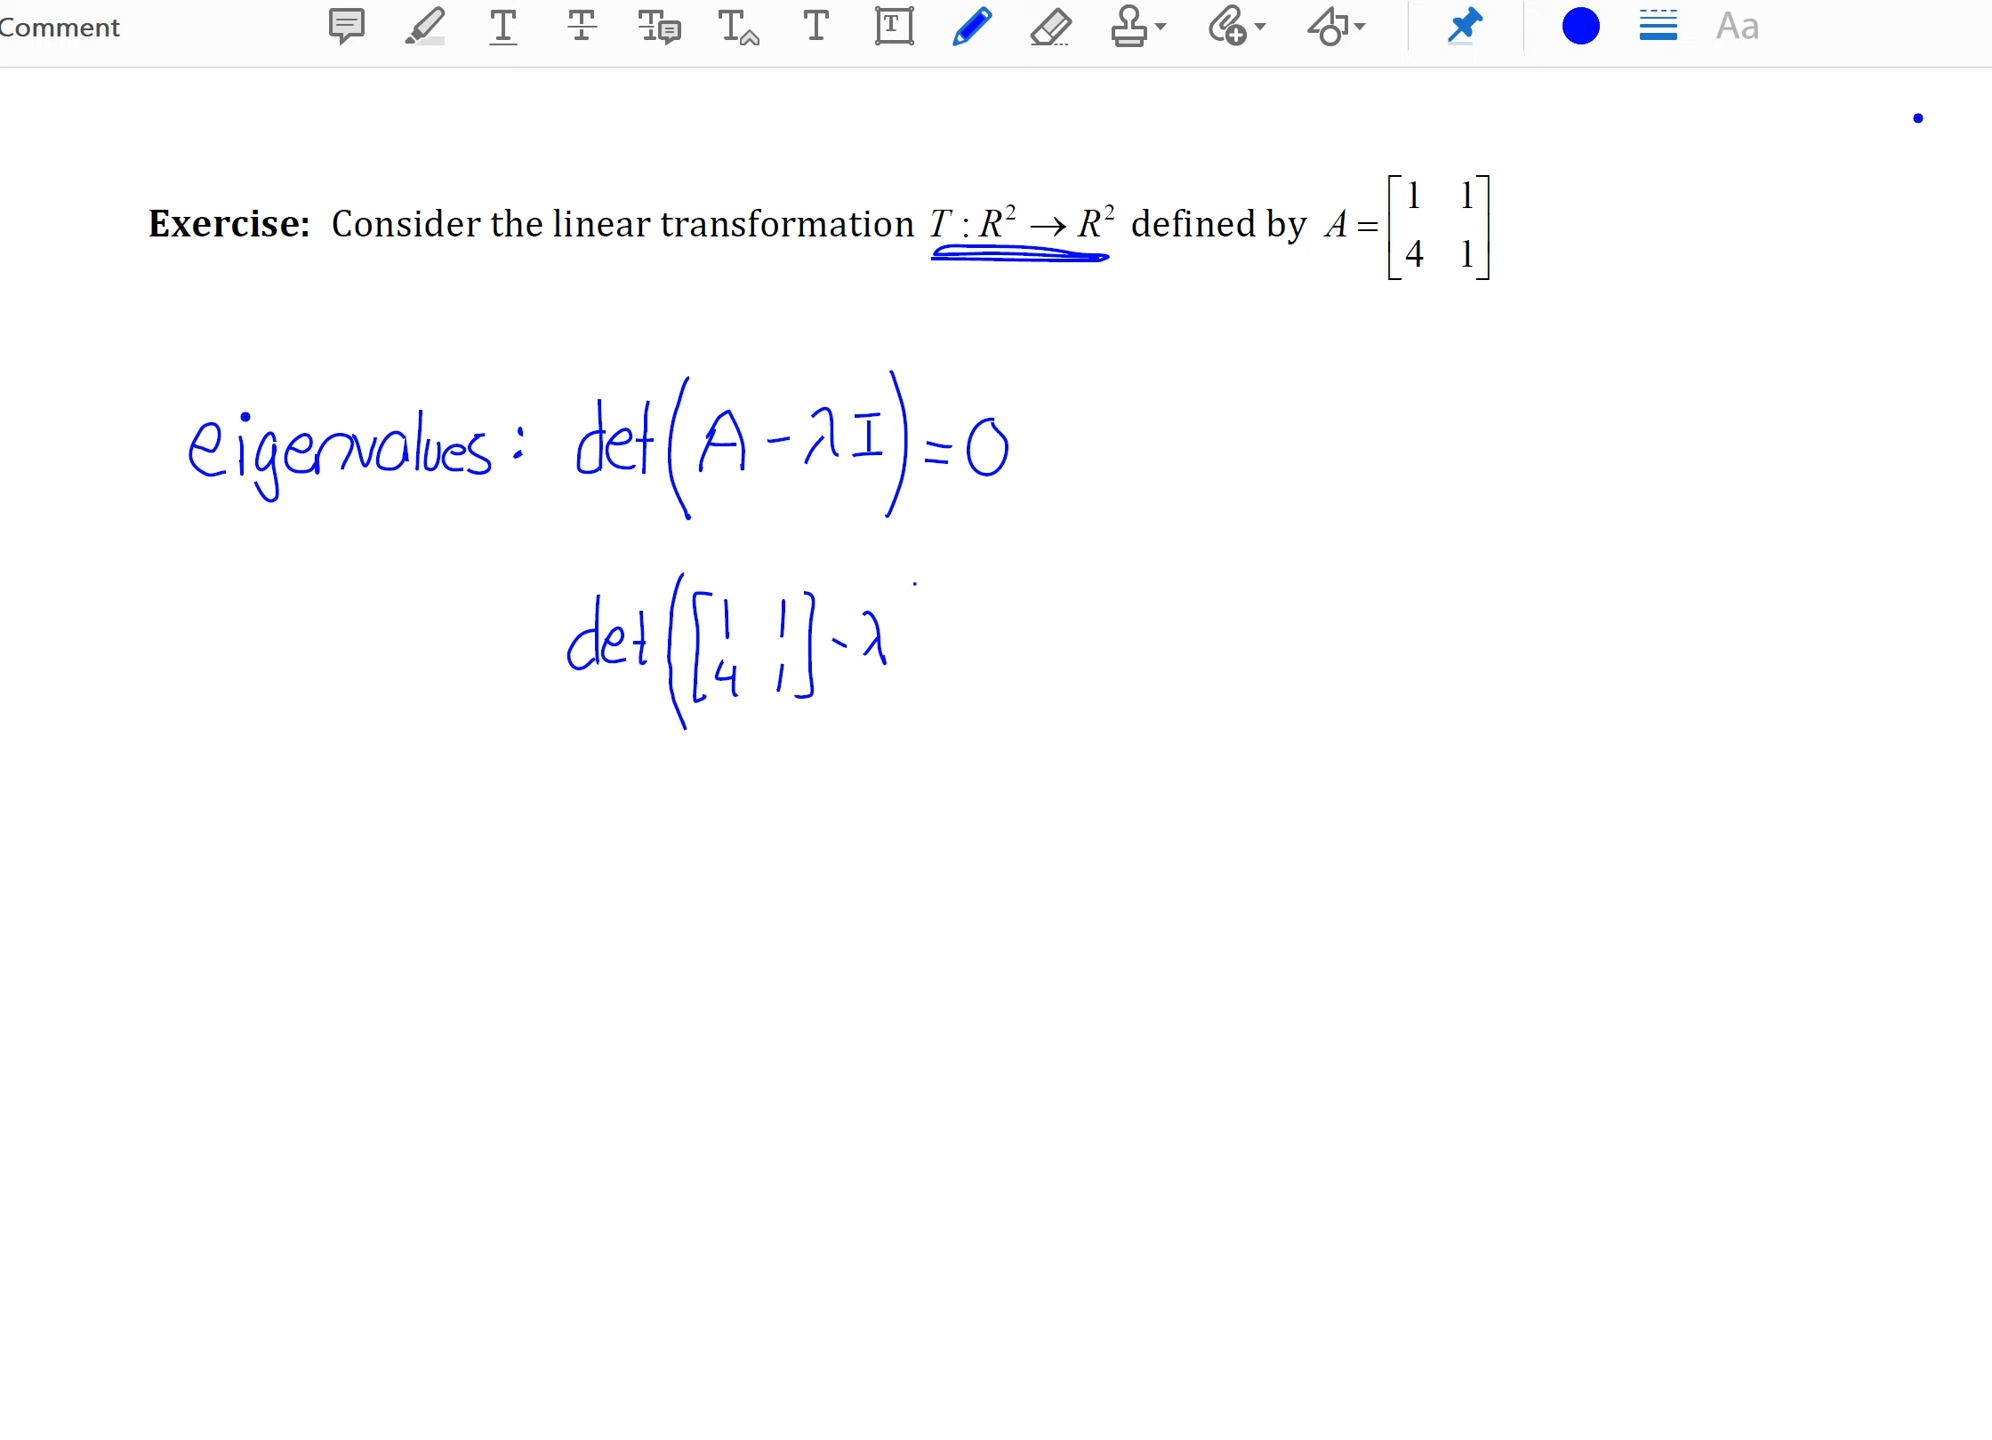 Comment T T T T T T Aa
Exercise: Consider the linear transformation T : R² → R² defined by A = [1 1; 4 1]
eigenvalues: det(A - λI) = 0
det([1 1; 4 1] - λ